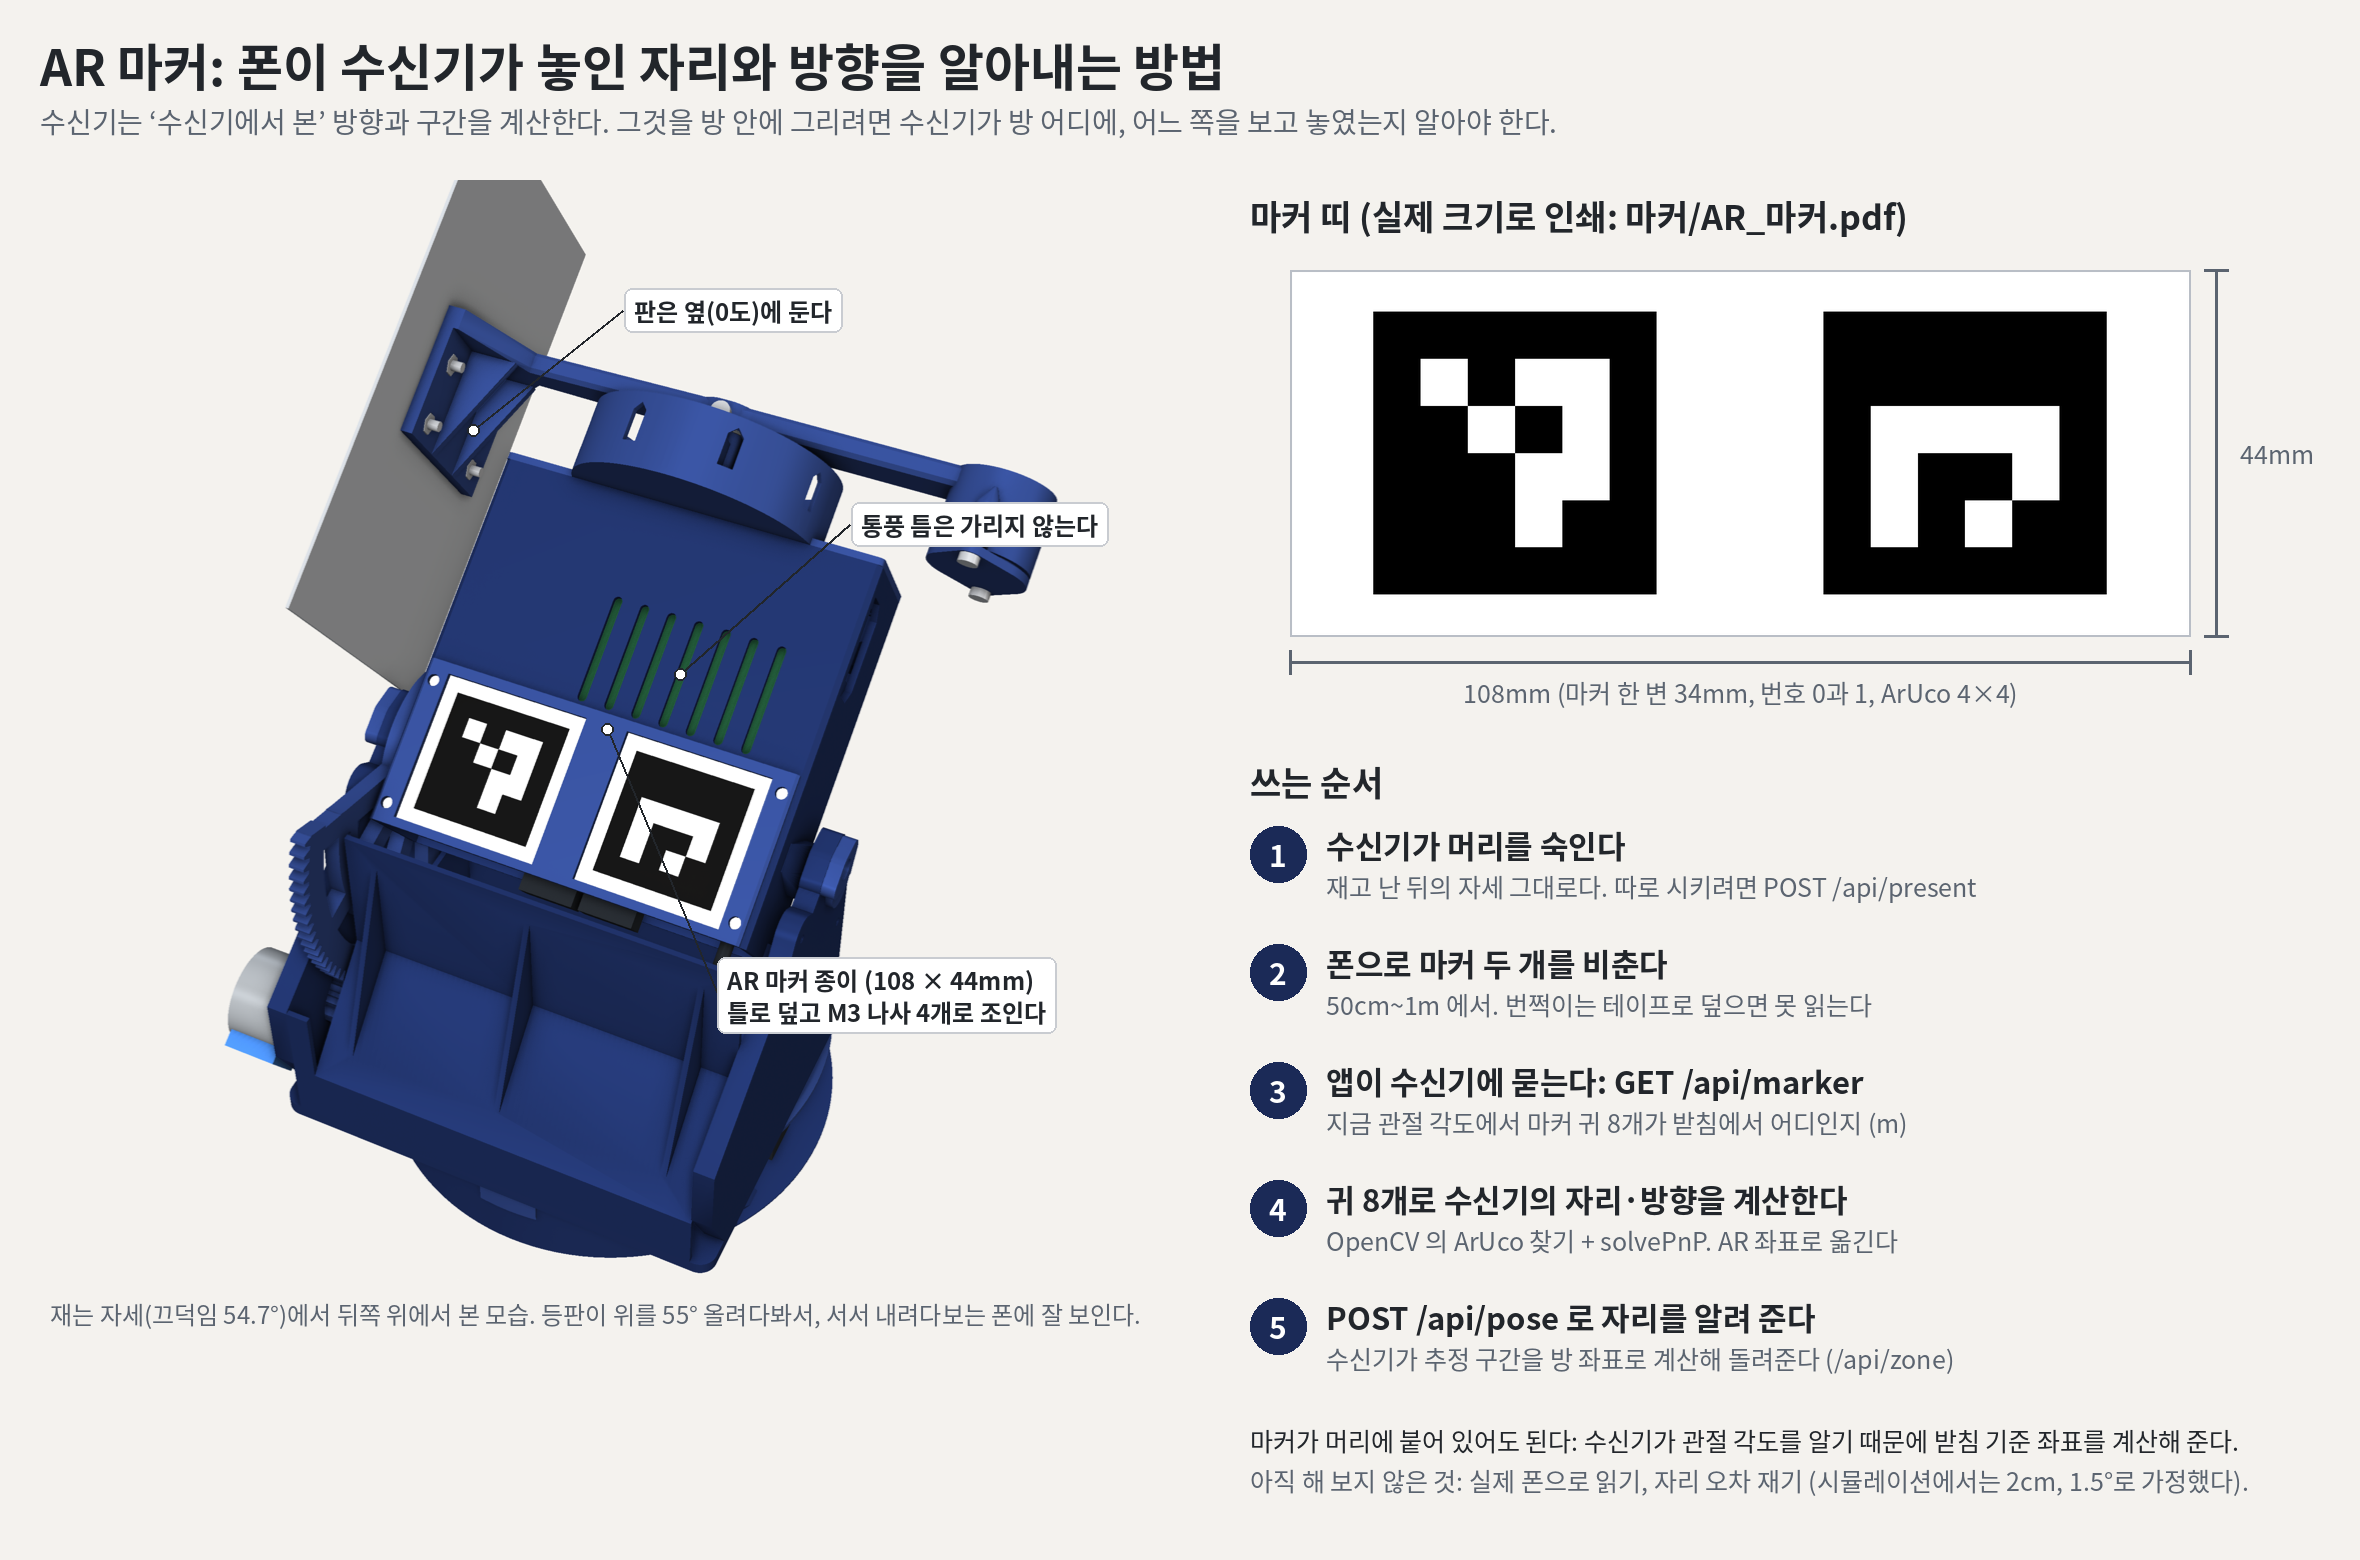 AR 마커: 폰이 수신기가 놓인 자리와 방향을 알아내는 방법
수신기는 ‘수신기에서 본’ 방향과 구간을 계산한다. 그것을 방 안에 그리려면 수신기가 방 어디에, 어느 쪽을 보고 놓였는지 알아야 한다.
판은 옆(0도)에 둔다
통풍 틈은 가리지 않는다
AR 마커 종이 (108 × 44mm)
틀로 덮고 M3 나사 4개로 조인다
재는 자세(끄덕임 54.7°)에서 뒤쪽 위에서 본 모습. 등판이 위를 55° 올려다봐서, 서서 내려다보는 폰에 잘 보인다.
마커 띠 (실제 크기로 인쇄: 마커/AR_마커.pdf)
44mm
108mm (마커 한 변 34mm, 번호 0과 1, ArUco 4×4)
쓰는 순서
1
수신기가 머리를 숙인다
재고 난 뒤의 자세 그대로다. 따로 시키려면 POST /api/present
2
폰으로 마커 두 개를 비춘다
50cm~1m 에서. 번쩍이는 테이프로 덮으면 못 읽는다
3
앱이 수신기에 묻는다: GET /api/marker
지금 관절 각도에서 마커 귀 8개가 받침에서 어디인지 (m)
4
귀 8개로 수신기의 자리·방향을 계산한다
OpenCV 의 ArUco 찾기 + solvePnP. AR 좌표로 옮긴다
5
POST /api/pose 로 자리를 알려 준다
수신기가 추정 구간을 방 좌표로 계산해 돌려준다 (/api/zone)
마커가 머리에 붙어 있어도 된다: 수신기가 관절 각도를 알기 때문에 받침 기준 좌표를 계산해 준다.
아직 해 보지 않은 것: 실제 폰으로 읽기, 자리 오차 재기 (시뮬레이션에서는 2cm, 1.5°로 가정했다).